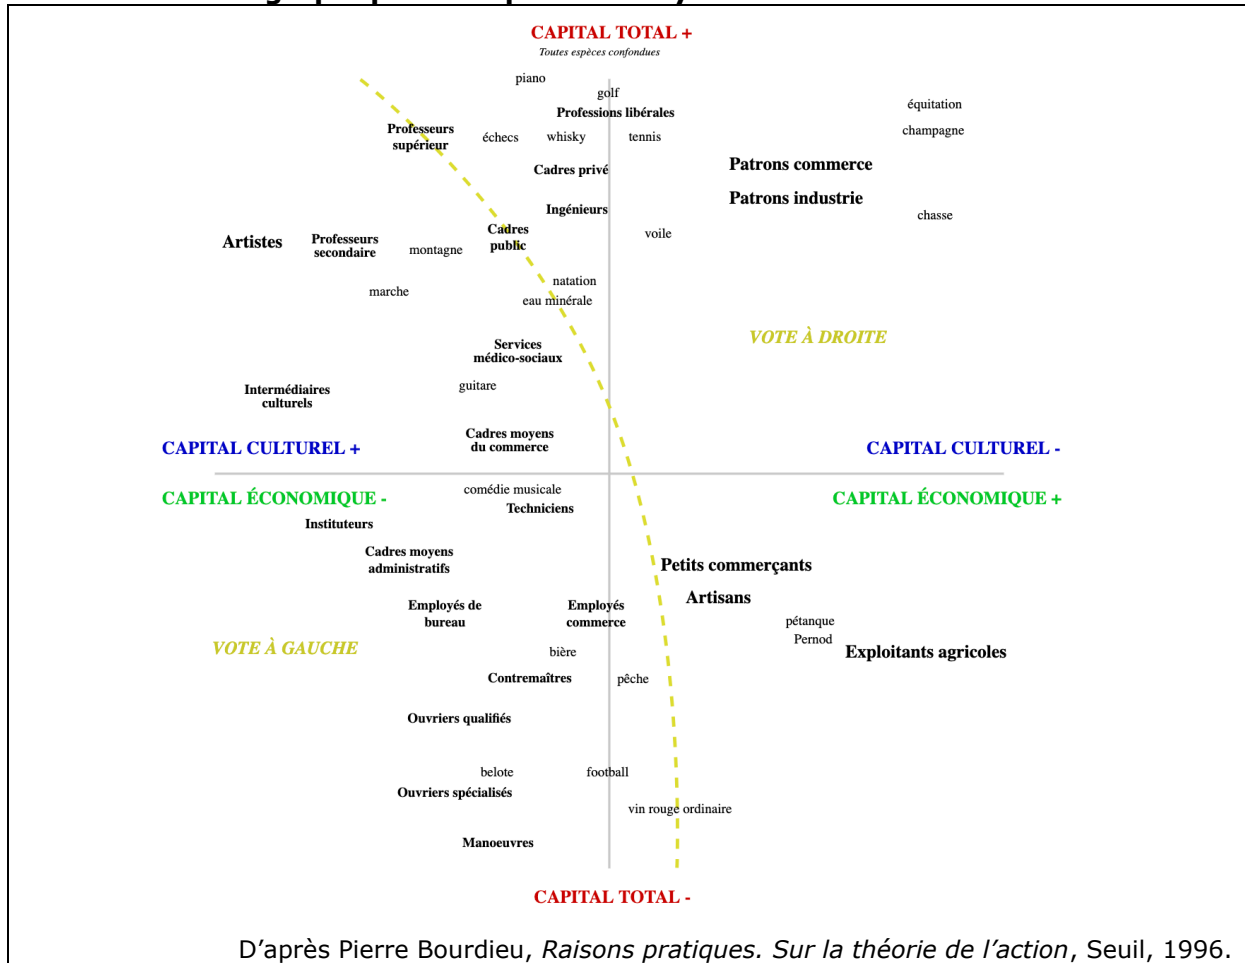 CAPITAL TOTAL +
Toutes espèces confondues
piano
golf
équitation
Professions libérales
champagne
Professeurs
supérieur
échecs
whisky
tennis
Cadres privé
Patrons commerce
Patrons industrie
Ingénieurs
chasse
Cadres
public
voile
Artistes
Professeurs
secondaire
montagne
natation
marche
eau minérale
VOTE À DROITE
Services
médico-sociaux
guitare
Intermédiaires
culturels
Cadres moyens
du commerce
CAPITAL CULTUREL +
CAPITAL CULTUREL -
CAPITAL ÉCONOMIQUE -
comédie musicale
CAPITAL ÉCONOMIQUE +
Techniciens
Instituteurs
Cadres moyens
administratifs
Petits commerçants
Artisans
Employés de
bureau
Employés
commerce
pétanque
Pernod
VOTE À GAUCHE
bière
Exploitants agricoles
Contremaîtres
pêche
Ouvriers qualifiés
belote
football
Ouvriers spécialisés
vin rouge ordinaire
Manoeuvres
CAPITAL TOTAL -
D'après Pierre Bourdieu, Raisons pratiques. Sur la théorie de l'action, Seuil, 1996.